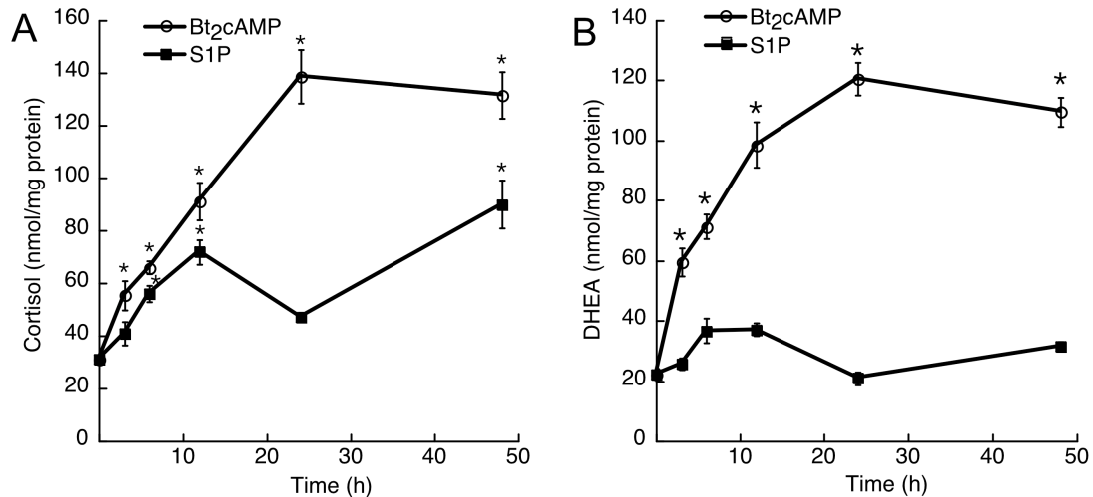 A
Bt2cAMP
S1P
Cortisol (nmol/mg protein)
160
140
120
100
80
60
40
20
0
* * * * *
* * * *
10 20 30 40 50
Time (h)
B
Bt2cAMP
S1P
DHEA (nmol/mg protein)
140
120
100
80
60
40
20
0
* * * * *
10 20 30 40 50
Time (h)